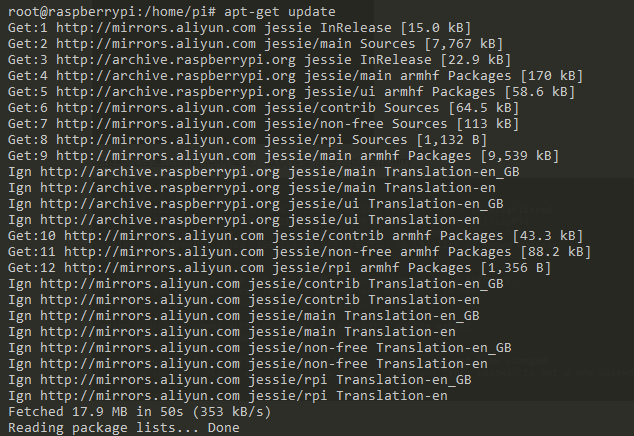 root@raspberrypi:/home/pi# apt-get update
Get:1 http://mirrors.aliyun.com jessie InRelease [15.0 kB]
Get:2 http://mirrors.aliyun.com jessie/main Sources [7,767 kB]
Get:3 http://archive.raspberrypi.org jessie InRelease [22.9 kB]
Get:4 http://archive.raspberrypi.org jessie/main armhf Packages [170 kB]
Get:5 http://archive.raspberrypi.org jessie/ui armhf Packages [58.6 kB]
Get:6 http://mirrors.aliyun.com jessie/contrib Sources [64.5 kB]
Get:7 http://mirrors.aliyun.com jessie/non-free Sources [113 kB]
Get:8 http://mirrors.aliyun.com jessie/rpi Sources [1,132 B]
Get:9 http://mirrors.aliyun.com jessie/main armhf Packages [9,539 kB]
Ign http://archive.raspberrypi.org jessie/main Translation-en_GB
Ign http://archive.raspberrypi.org jessie/main Translation-en
Ign http://archive.raspberrypi.org jessie/ui Translation-en_GB
Ign http://archive.raspberrypi.org jessie/ui Translation-en
Get:10 http://mirrors.aliyun.com jessie/contrib armhf Packages [43.3 kB]
Get:11 http://mirrors.aliyun.com jessie/non-free armhf Packages [88.2 kB]
Get:12 http://mirrors.aliyun.com jessie/rpi armhf Packages [1,356 B]
Ign http://mirrors.aliyun.com jessie/contrib Translation-en_GB
Ign http://mirrors.aliyun.com jessie/contrib Translation-en
Ign http://mirrors.aliyun.com jessie/main Translation-en_GB
Ign http://mirrors.aliyun.com jessie/main Translation-en
Ign http://mirrors.aliyun.com jessie/non-free Translation-en_GB
Ign http://mirrors.aliyun.com jessie/non-free Translation-en
Ign http://mirrors.aliyun.com jessie/rpi Translation-en_GB
Ign http://mirrors.aliyun.com jessie/rpi Translation-en
Fetched 17.9 MB in 50s (353 kB/s)
Reading package lists... Done